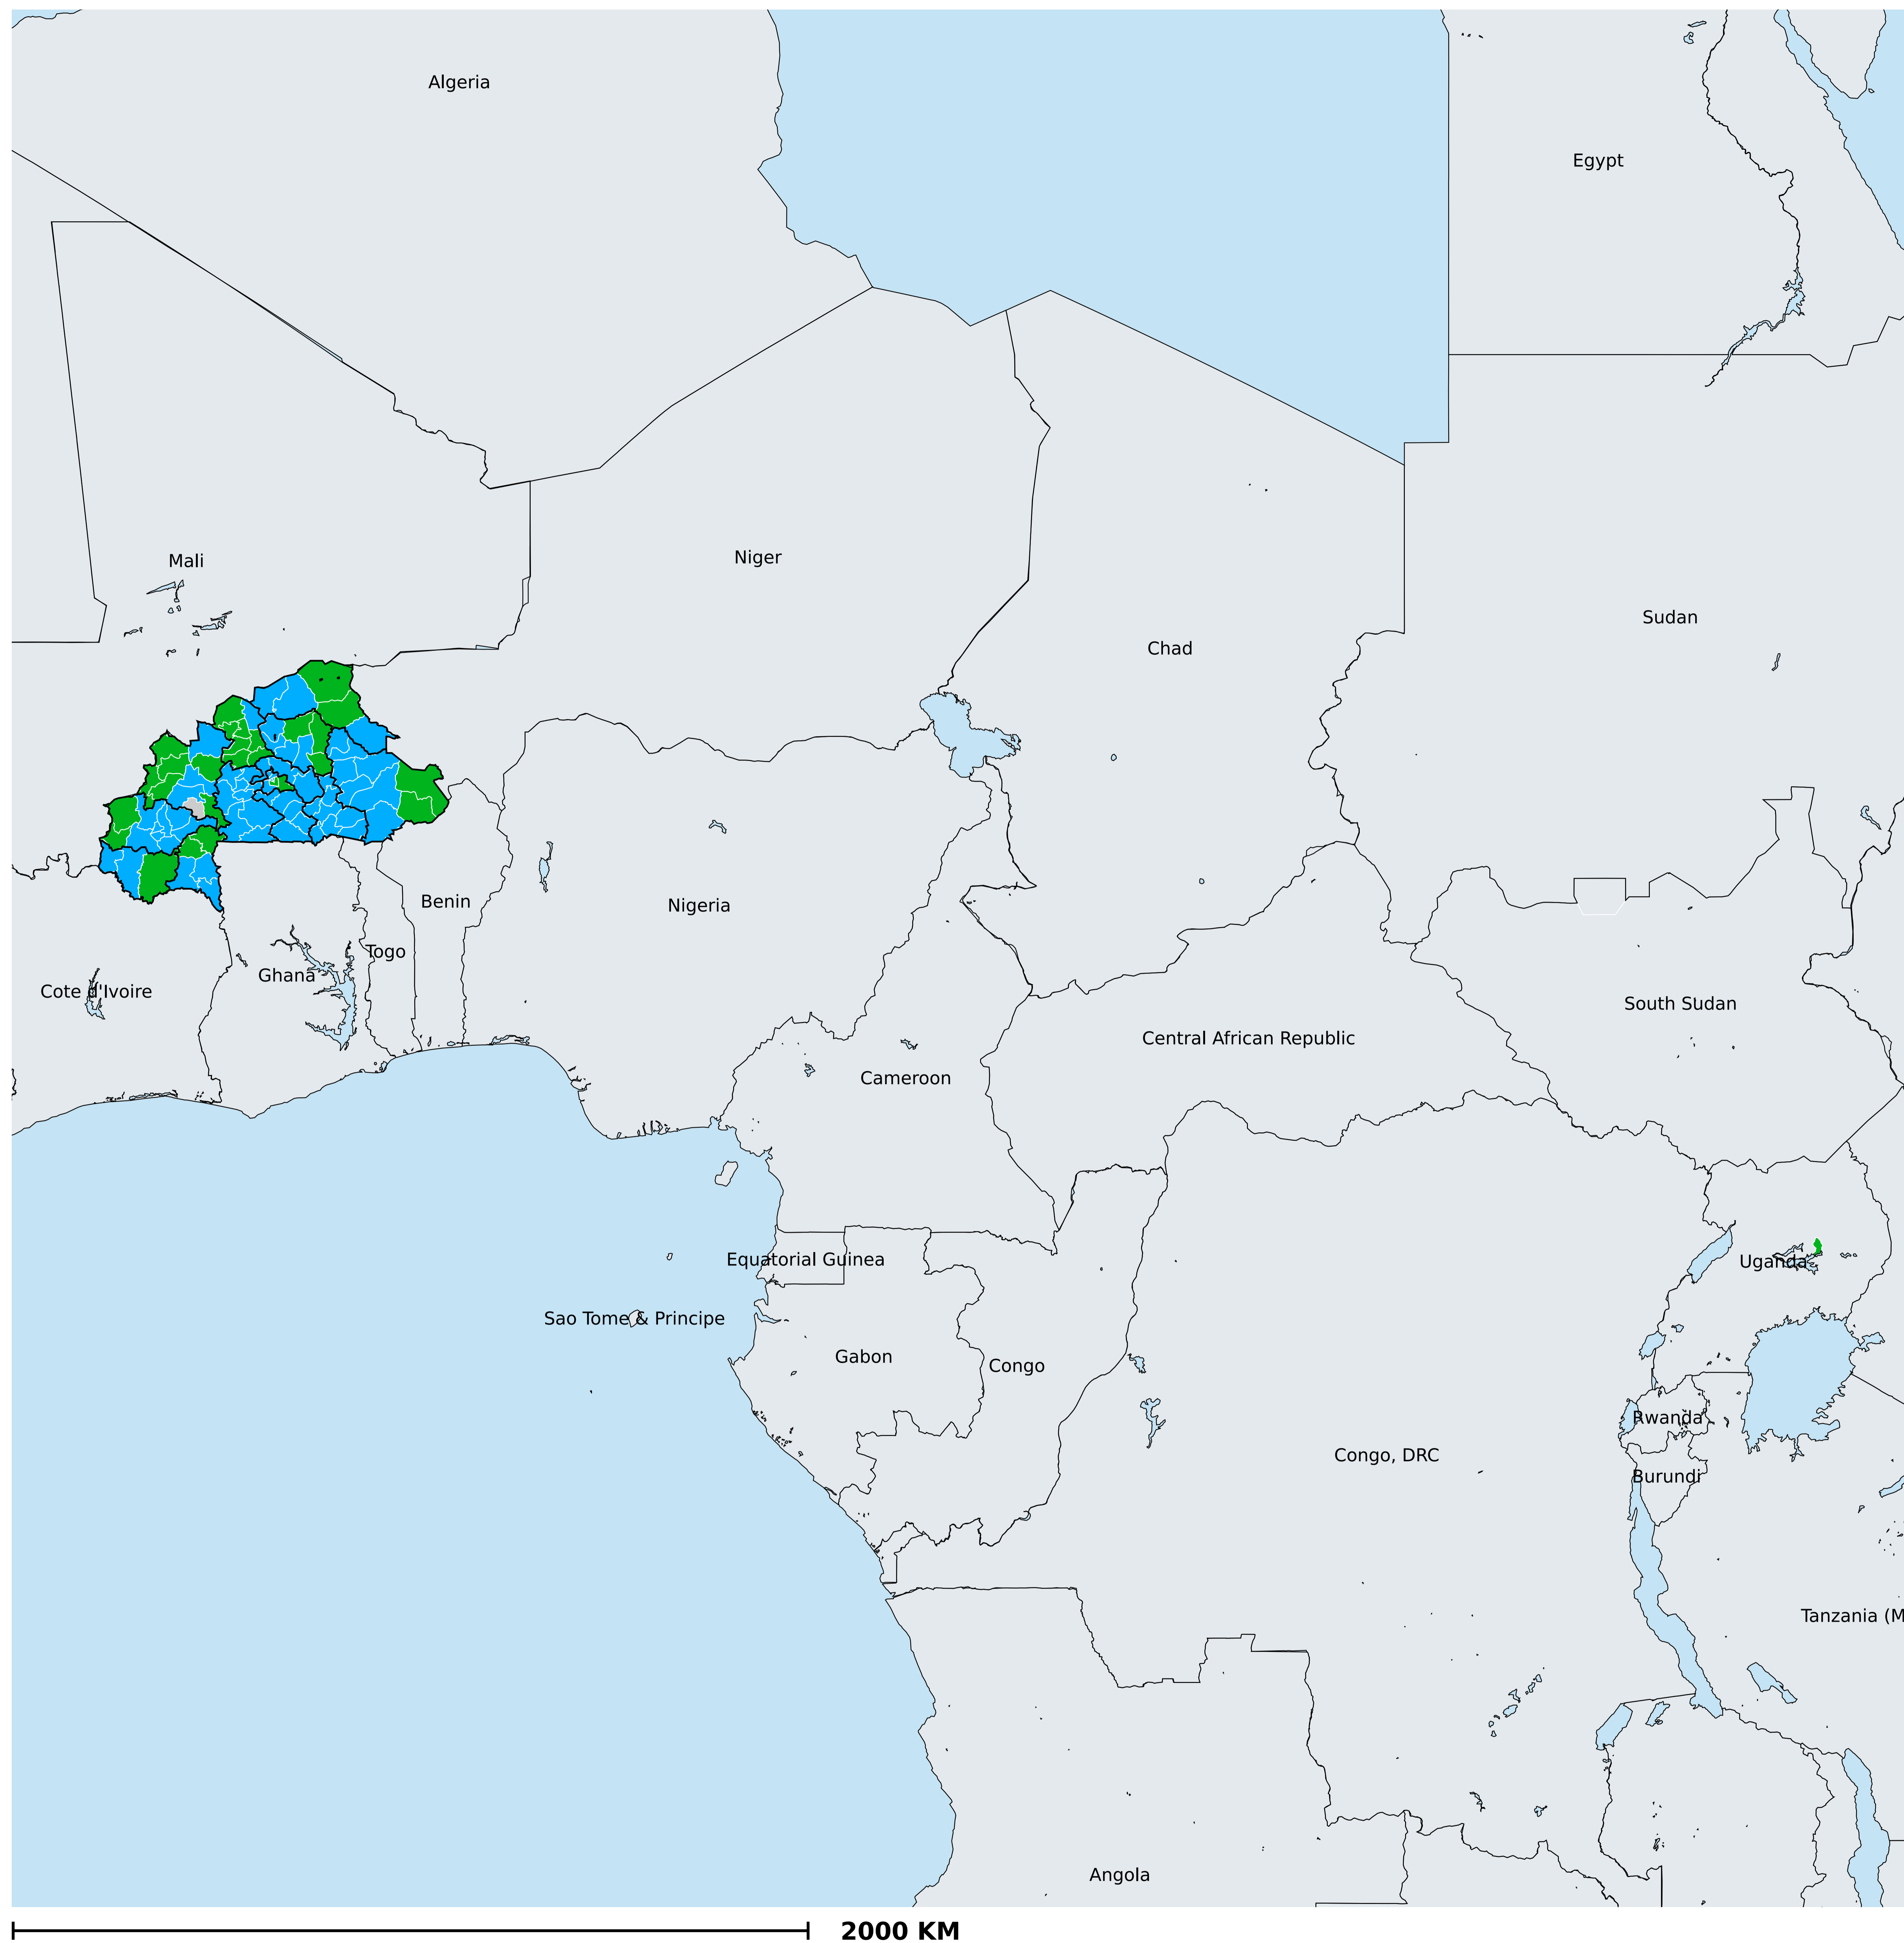 Algeria
Egypt
Mali
Niger
Sudan
Chad
Benin
Nigeria
Togo
Ghana
Cote d'Ivoire
South Sudan
Central African Republic
Cameroon
Equatorial Guinea
Uganda
Sao Tome & Principe
Gabon
Congo
Rwanda
Congo, DRC
Burundi
Tanzania (M
Angola
2000 KM